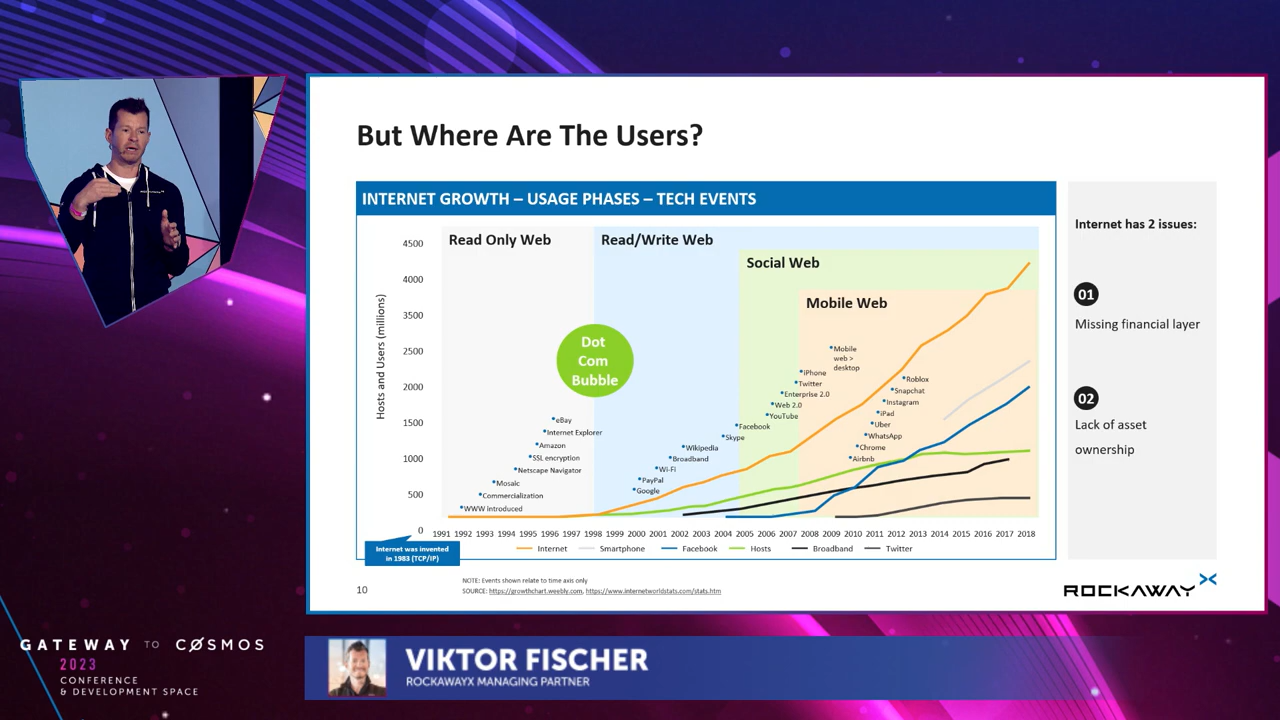 But Where Are The Users?
INTERNET GROWTH – USAGE PHASES – TECH EVENTS
Read Only Web
Read/Write Web
Social Web
Mobile Web
Dot
Com
Bubble
Hosts and Users (millions)
4500
4000
3500
2500
2000
1500
1000
500
0
eBay
Internet Explorer
Amazon
SSL encryption
Netscape Navigator
Mosaic
Commercialization
WWW introduced
Mobile
web >
desktop
iPhone
Twitter
Enterprise 2.0
Web 2.0
YouTube
Facebook
Skype
Wikipedia
Broadband
Wi-Fi
PayPal
Google
Roblox
Snapchat
Instagram
iPad
Uber
WhatsApp
Chrome
Airbnb
1991 1992 1993 1994 1995 1996 1997 1998 1999 2000 2001 2002 2003 2004 2005 2006 2007 2008 2009 2010 2011 2012 2013 2014 2015 2016 2017 2018
Internet Smartphone Facebook Hosts Broadband Twitter
Internet was invented
in 1983 (TCP/IP)
Internet has 2 issues:
01
Missing financial layer
02
Lack of asset
ownership
10
NOTE: Events shown relate to time axis only
SOURCE: https://growthchart.weebly.com, https://www.internetworldstats.com/stats.htm
ROCKAWAY X
GATEWAY TO COSMOS
2023
CONFERENCE
& DEVELOPMENT SPACE
VIKTOR FISCHER
ROCKAWAYX MANAGING PARTNER